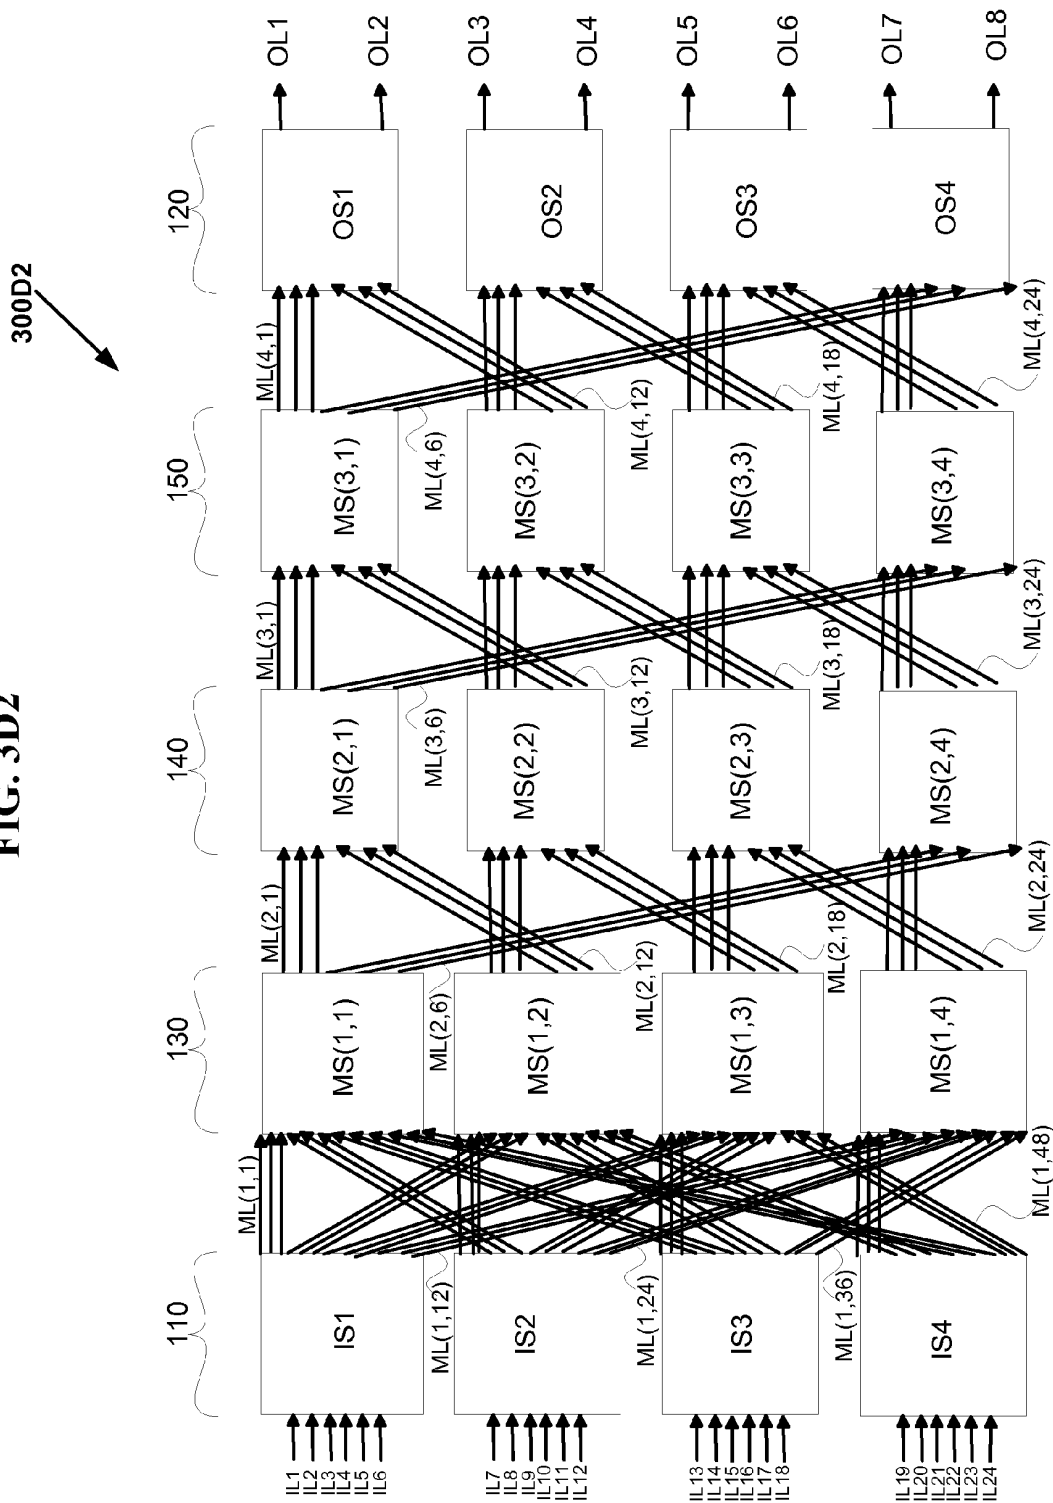 FIG. 3D2
300D2
110
130
140
150
120
IL1
IL2
IL3
IL4
IL5
IL6
IS1
ML(1,1)
ML(1,12)
MS(1,1)
ML(2,1)
ML(2,6)
MS(2,1)
ML(3,1)
ML(3,6)
MS(3,1)
ML(4,1)
ML(4,6)
OS1
OL1
OL2
IL7
IL8
IL9
IL10
IL11
IL12
IS2
ML(1,24)
MS(1,2)
ML(2,12)
MS(2,2)
ML(3,12)
MS(3,2)
ML(4,12)
OS2
OL3
OL4
IL13
IL14
IL15
IL16
IL17
IL18
IS3
ML(1,36)
MS(1,3)
ML(2,18)
MS(2,3)
ML(3,18)
MS(3,3)
ML(4,18)
OS3
OL5
OL6
IL19
IL20
IL21
IL22
IL23
IL24
IS4
ML(1,48)
MS(1,4)
ML(2,24)
MS(2,4)
ML(3,24)
MS(3,4)
ML(4,24)
OS4
OL7
OL8